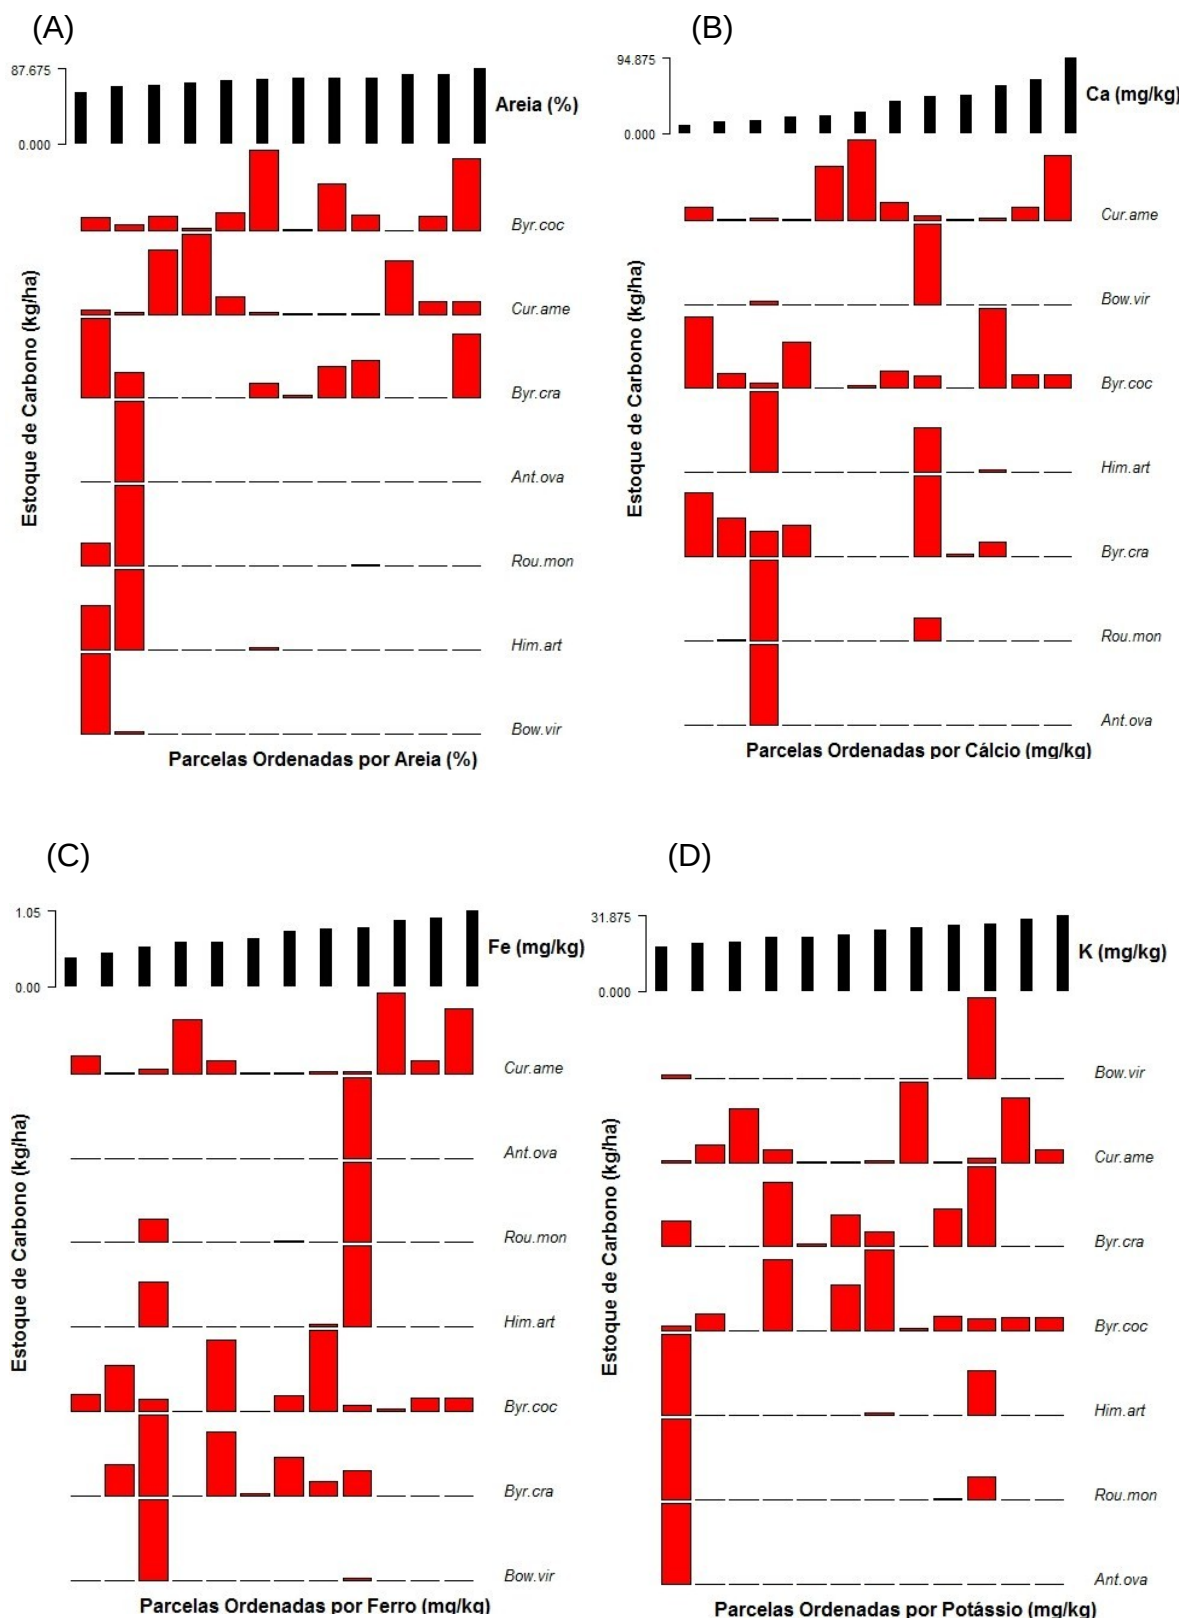 (A)
87.675
0.000
Areia (%)
Byr.coc
Cur.ame
Byr.cra
Ant.ova
Rou.mon
Him.art
Bow.vir
Estoque de Carbono (kg/ha)
Parcelas Ordenadas por Areia (%)
(B)
94.875
0.000
Ca (mg/kg)
Cur.ame
Bow.vir
Byr.coc
Him.art
Byr.cra
Rou.mon
Ant.ova
Estoque de Carbono (kg/ha)
Parcelas Ordenadas por Cálcio (mg/kg)
(C)
1.05
0.00
Fe (mg/kg)
Cur.ame
Ant.ova
Rou.mon
Him.art
Byr.coc
Byr.cra
Bow.vir
Estoque de Carbono (kg/ha)
Parcelas Ordenadas por Ferro (mg/kg)
(D)
31.875
0.000
K (mg/kg)
Bow.vir
Cur.ame
Byr.cra
Byr.coc
Him.art
Rou.mon
Ant.ova
Estoque de Carbono (kg/ha)
Parcelas Ordenadas por Potássio (mg/kg)